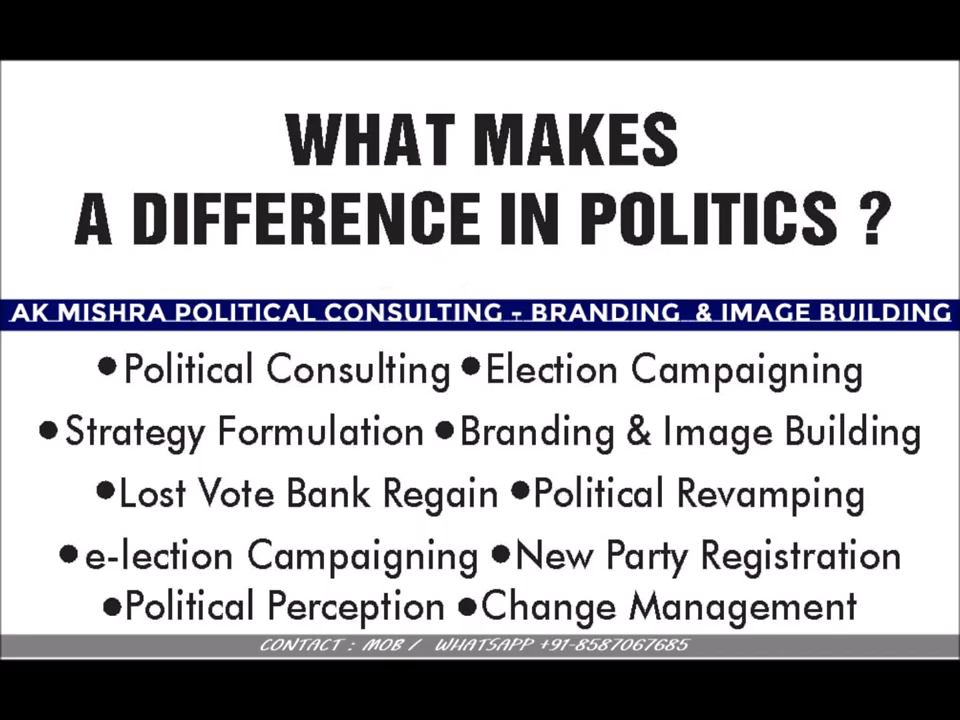 WHAT MAKES
A DIFFERENCE IN POLITICS ?
AK MISHRA POLITICAL CONSULTING - BRANDING & IMAGE BUILDING
•Political Consulting •Election Campaigning
•Strategy Formulation •Branding & Image Building
•Lost Vote Bank Regain •Political Revamping
•e-lection Campaigning •New Party Registration
•Political Perception •Change Management
CONTACT : MOB / WHATSAPP +91-8587067685